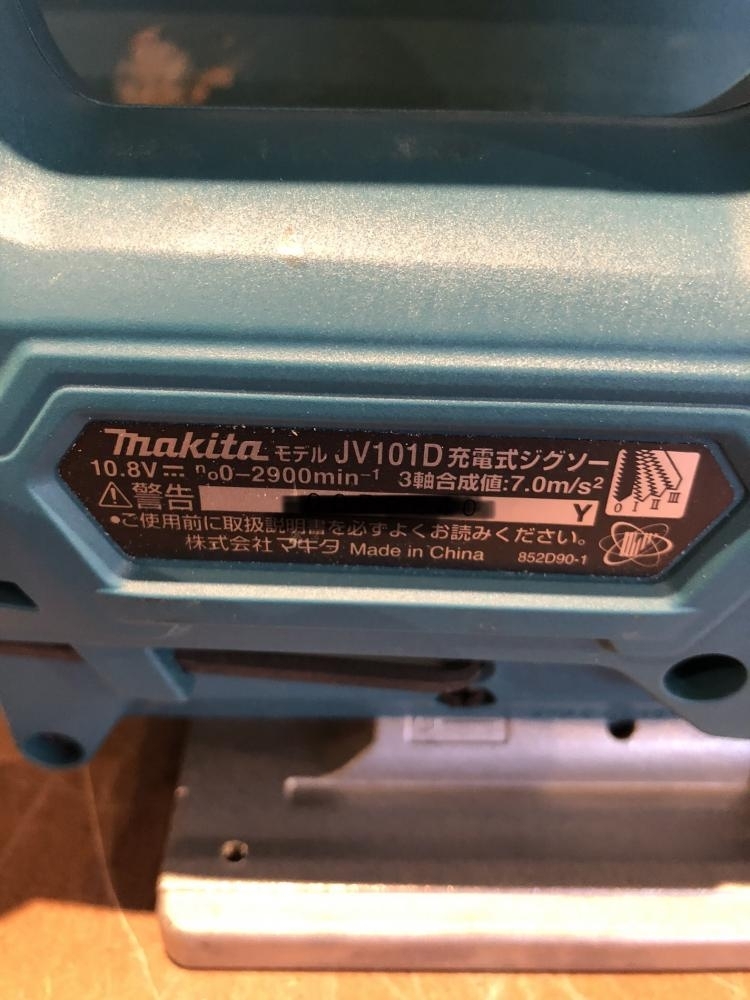 makita モデル JV101D 充電式ジグソー
10.8V⎓ n₀0-2900min⁻¹ 3軸合成値:7.0m/s²
⚠警告 Y
•ご使用前に取扱説明書を必ずよくお読みください。
株式会社 マキタ Made in China 852D90-1
0 I II III